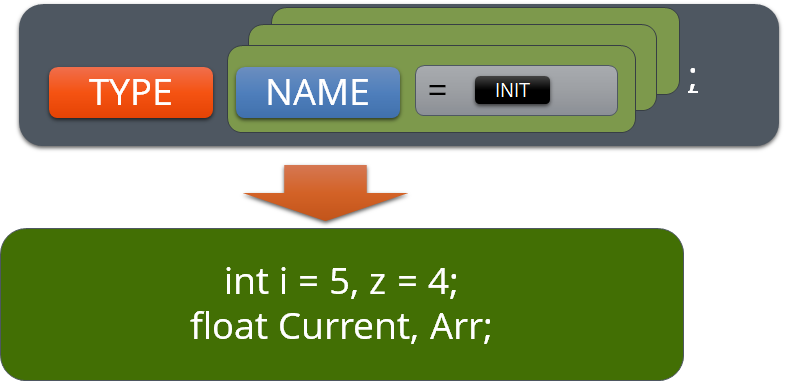 TYPE NAME = INIT ;
int i = 5, z = 4;
float Current, Arr;